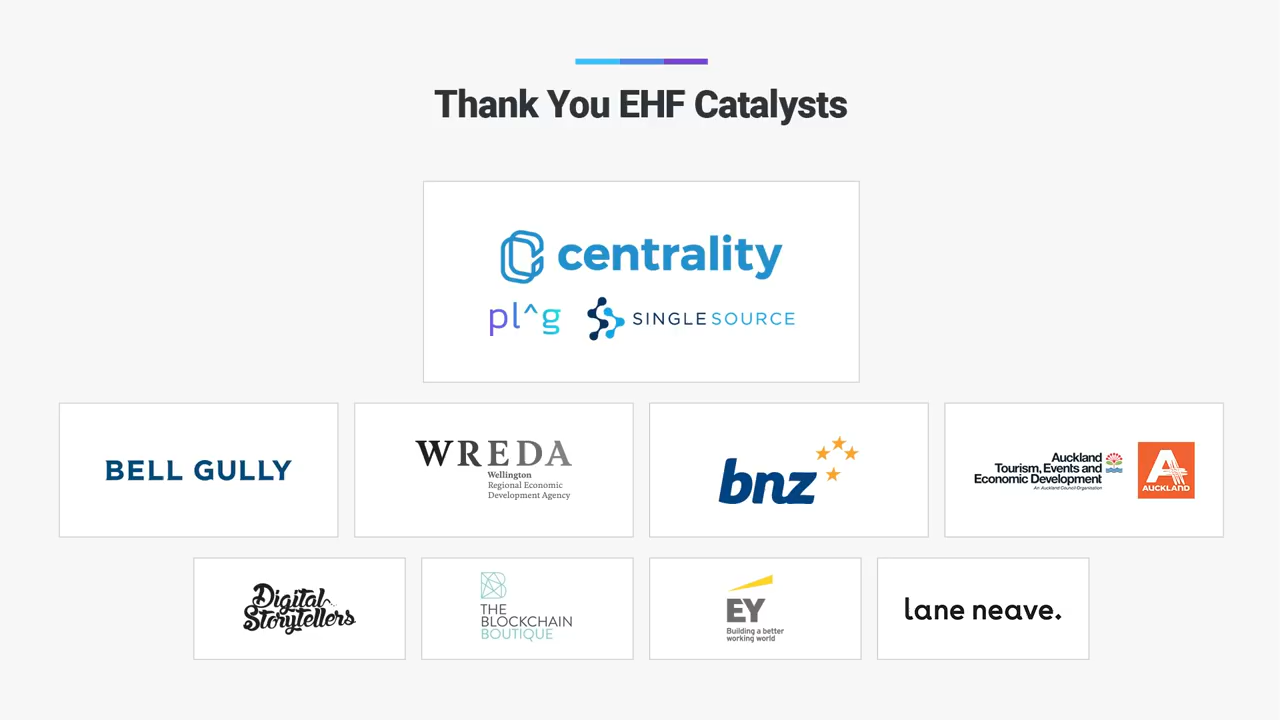 Thank You EHF Catalysts
centrality
pl^g SINGLESOURCE
BELL GULLY
WREDA
Wellington
Regional Economic
Development Agency
bnz
Auckland
Tourism, Events and
Economic Development
An Auckland Council Organisation
AUCKLAND
Digital
Storytellers
THE
BLOCKCHAIN
BOUTIQUE
EY
Building a better
working world
lane neave.